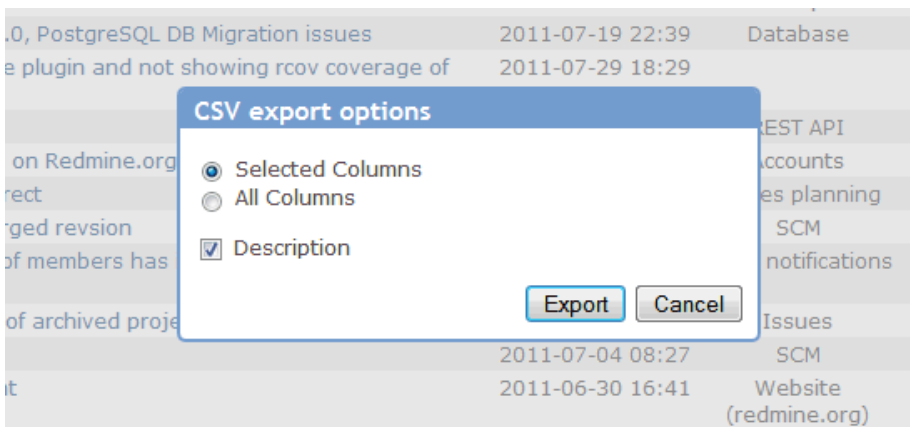 .0, PostgreSQL DB Migration issues 2011-07-19 22:39 Database
e plugin and not showing rcov coverage of 2011-07-29 18:29
CSV export options
REST API
on Redmine.org
Accounts
Selected Columns
rect
All Columns
es planning
rged revsion
SCM
Description
of members has
notifications
Export Cancel
of archived proje
Issues
2011-07-04 08:27 SCM
nt 2011-06-30 16:41 Website
(redmine.org)